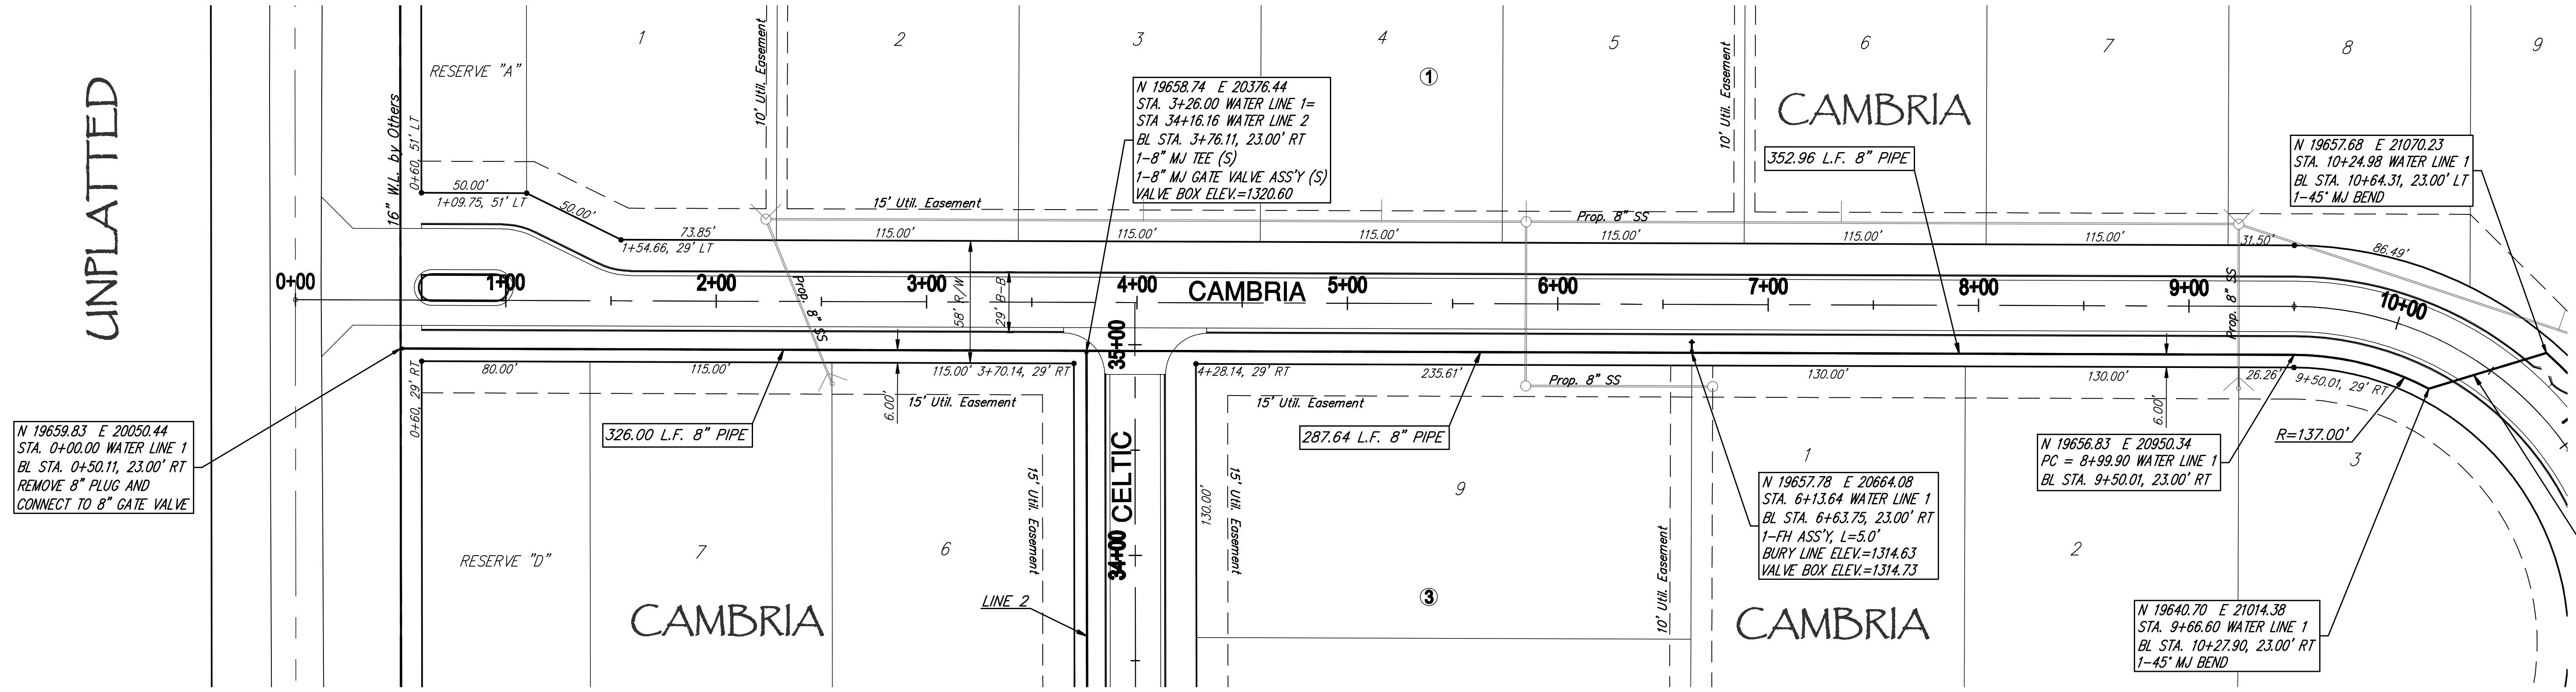 UNPLATTED
RESERVE "A"
1
2
3
4
5
6
7
8
9
①
CAMBRIA
16" W.L. by Others
0+60, 51' LT
50.00'
1+09.75, 51' LT
50.00'
10' Util. Easement
10' Util. Easement
15' Util. Easement
Prop. 8" SS
73.85'
1+54.66, 29' LT
115.00'
115.00'
115.00'
115.00'
115.00'
115.00'
31.50'
86.49'
N 19658.74 E 20376.44
STA. 3+26.00 WATER LINE 1=
STA 34+16.16 WATER LINE 2
BL STA. 3+76.11, 23.00' RT
1-8" MJ TEE (S)
1-8" MJ GATE VALVE ASS'Y (S)
VALVE BOX ELEV.=1320.60
352.96 L.F. 8" PIPE
N 19657.68 E 21070.23
STA. 10+24.98 WATER LINE 1
BL STA. 10+64.31, 23.00' LT
1-45° MJ BEND
0+00
1+00
2+00
3+00
4+00
CAMBRIA
5+00
6+00
7+00
8+00
9+00
10+00
Prop. 8" SS
58' R/W
29' B-B
Prop. 8" SS
35+00
0+60, 29' RT
80.00'
115.00'
115.00'
3+70.14, 29' RT
4+28.14, 29' RT
235.61'
Prop. 8" SS
130.00'
130.00'
26.26'
9+50.01, 29' RT
6.00'
6.00'
15' Util. Easement
15' Util. Easement
N 19659.83 E 20050.44
STA. 0+00.00 WATER LINE 1
BL STA. 0+50.11, 23.00' RT
REMOVE 8" PLUG AND
CONNECT TO 8" GATE VALVE
326.00 L.F. 8" PIPE
287.64 L.F. 8" PIPE
N 19656.83 E 20950.34
PC = 8+99.90 WATER LINE 1
BL STA. 9+50.01, 23.00' RT
R=137.00'
N 19657.78 E 20664.08
STA. 6+13.64 WATER LINE 1
BL STA. 6+63.75, 23.00' RT
1-FH ASS'Y, L=5.0'
BURY LINE ELEV.=1314.63
VALVE BOX ELEV.=1314.73
15' Util. Easement
CELTIC
34+00
130.00'
15' Util. Easement
10' Util. Easement
RESERVE "D"
7
6
9
1
2
3
LINE 2
③
CAMBRIA
CAMBRIA
N 19640.70 E 21014.38
STA. 9+66.60 WATER LINE 1
BL STA. 10+27.90, 23.00' RT
1-45° MJ BEND